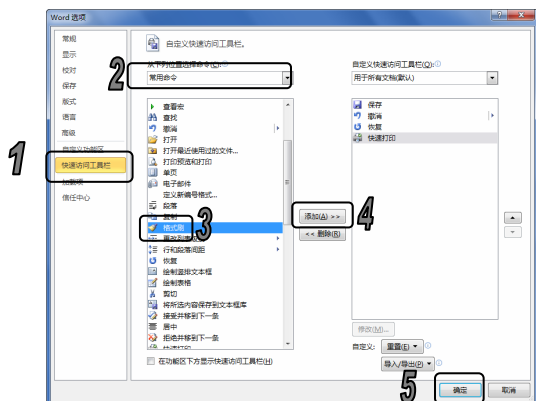 Word 选项
常规
显示
校对
保存
版式
语言
高级
自定义功能区
快速访问工具栏
加载项
信任中心
自定义快速访问工具栏。
从下列位置选择命令(C):
常用命令
查看宏
查找
撤消
打开
打开最近使用过的文件...
打印预览和打印
单页
电子邮件
定义新编号格式...
段落
复制
格式刷
更改列表级别
行和段落间距
恢复
绘制竖排文本框
绘制表格
剪切
将所选内容保存到文本框库
接受并移到下一条
居中
拒绝并移到下一条
快速打印
在功能区下方显示快速访问工具栏(H)
添加(A) >>
<< 删除(R)
自定义快速访问工具栏(Q):
用于所有文档(默认)
保存
撤消
恢复
快速打印
修改(M)...
自定义: 重置(E)
导入/导出(P)
确定
取消
1
2
3
4
5